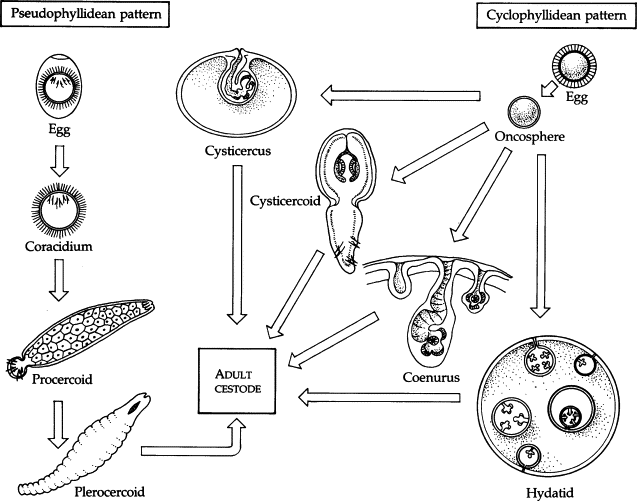 Pseudophyllidean pattern
Cyclophyllidean pattern
Egg
Egg
Oncosphere
Cysticercus
Cysticercoid
Coracidium
Procercoid
ADULT
CESTODE
Coenurus
Plerocercoid
Hydatid